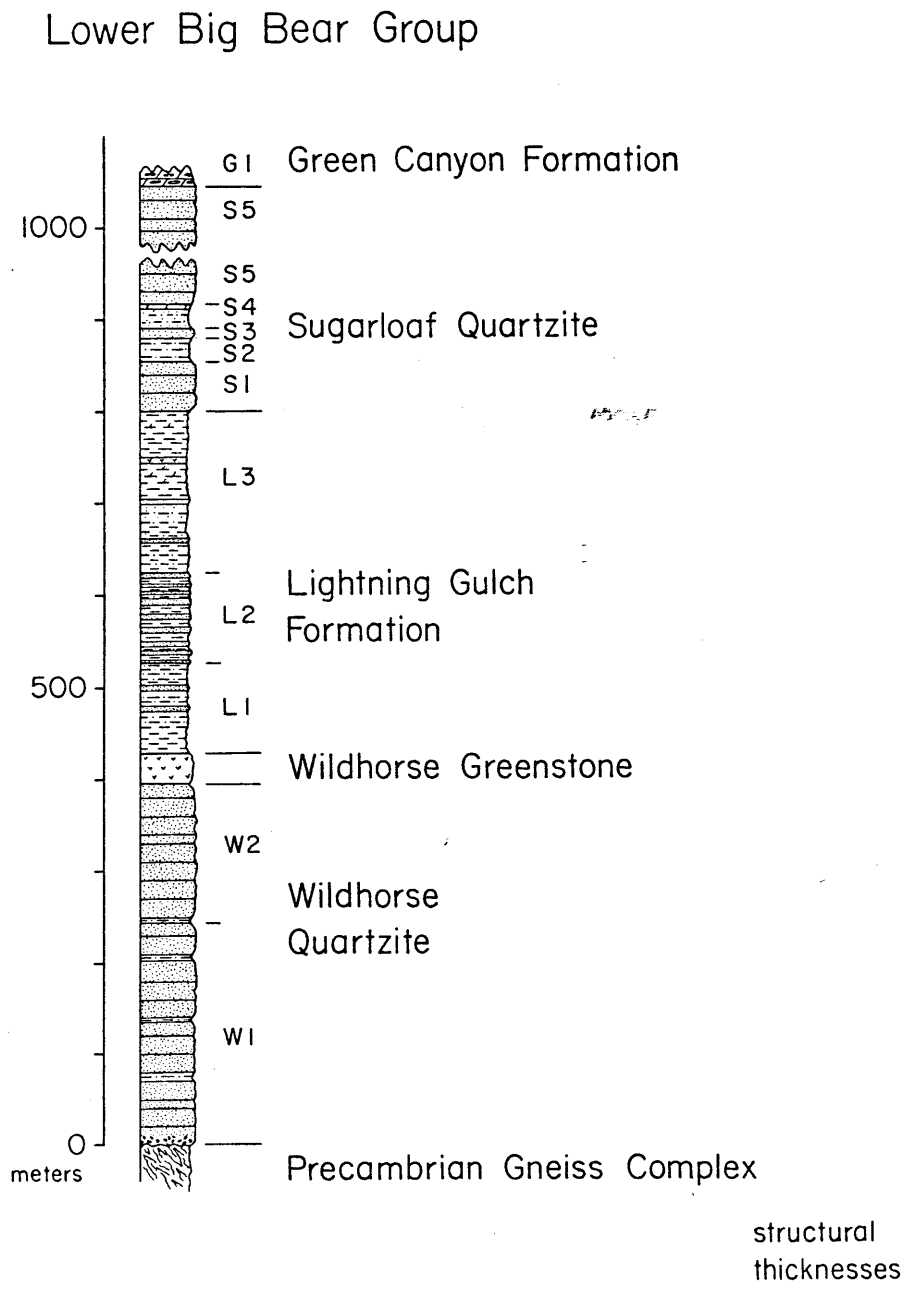 Lower Big Bear Group
G1 Green Canyon Formation
S5
1000
S5
S4
S3 Sugarloaf Quartzite
S2
S1
L3
Lightning Gulch
L2
Formation
500
L1
Wildhorse Greenstone
W2
Wildhorse
Quartzite
W1
0
meters
Precambrian Gneiss Complex
structural
thicknesses